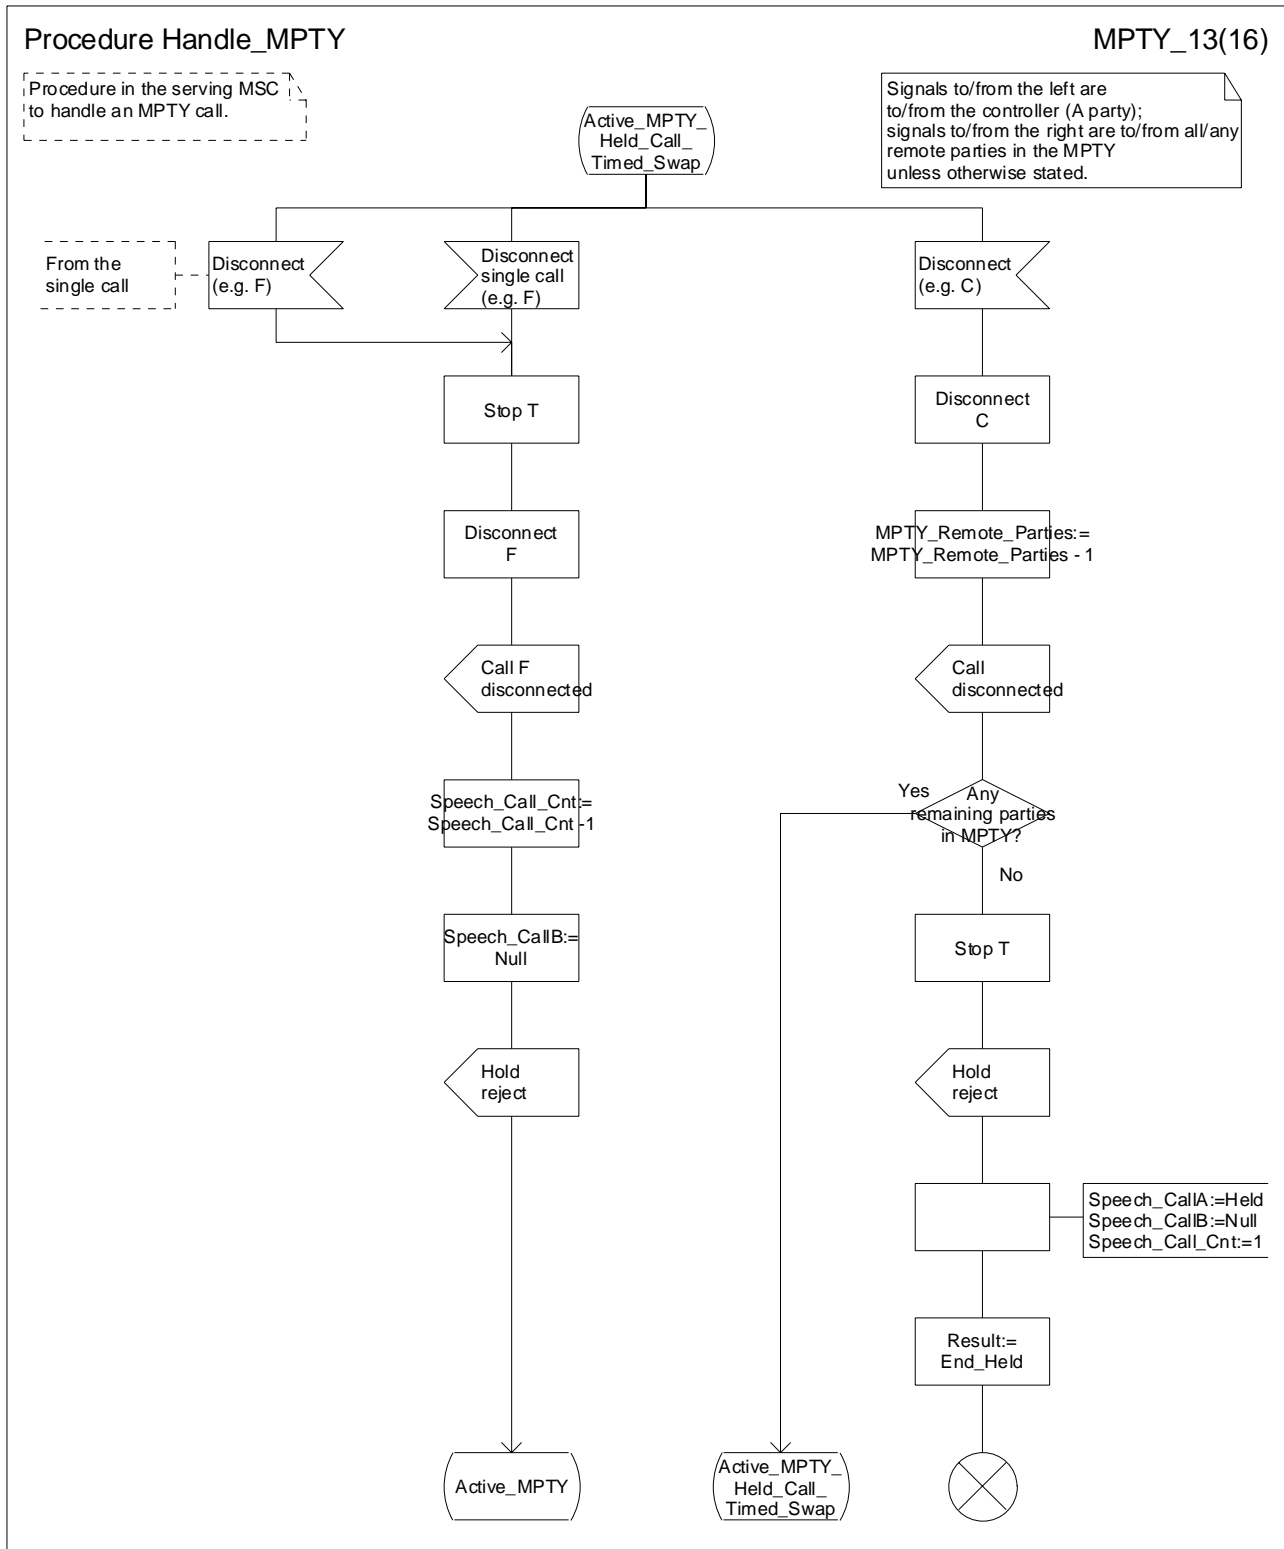 Procedure Handle_MPTY
MPTY_13(16)
Procedure in the serving MSC
to handle an MPTY call.
Signals to/from the left are
to/from the controller (A party);
signals to/from the right are to/from all/any
remote parties in the MPTY
unless otherwise stated.
Active_MPTY_
Held_Call_
Timed_Swap
From the
single call
Disconnect
(e.g. F)
Disconnect
single call
(e.g. F)
Disconnect
(e.g. C)
Stop T
Disconnect
C
Disconnect
F
MPTY_Remote_Parties:=
MPTY_Remote_Parties - 1
Call F
disconnected
Call
disconnected
Speech_Call_Cnt:=
Speech_Call_Cnt -1
Yes
Any
remaining parties
in MPTY?
No
Speech_CallB:=
Null
Stop T
Hold
reject
Hold
reject
Speech_CallA:=Held
Speech_CallB:=Null
Speech_Call_Cnt:=1
Result:=
End_Held
Active_MPTY
Active_MPTY_
Held_Call_
Timed_Swap